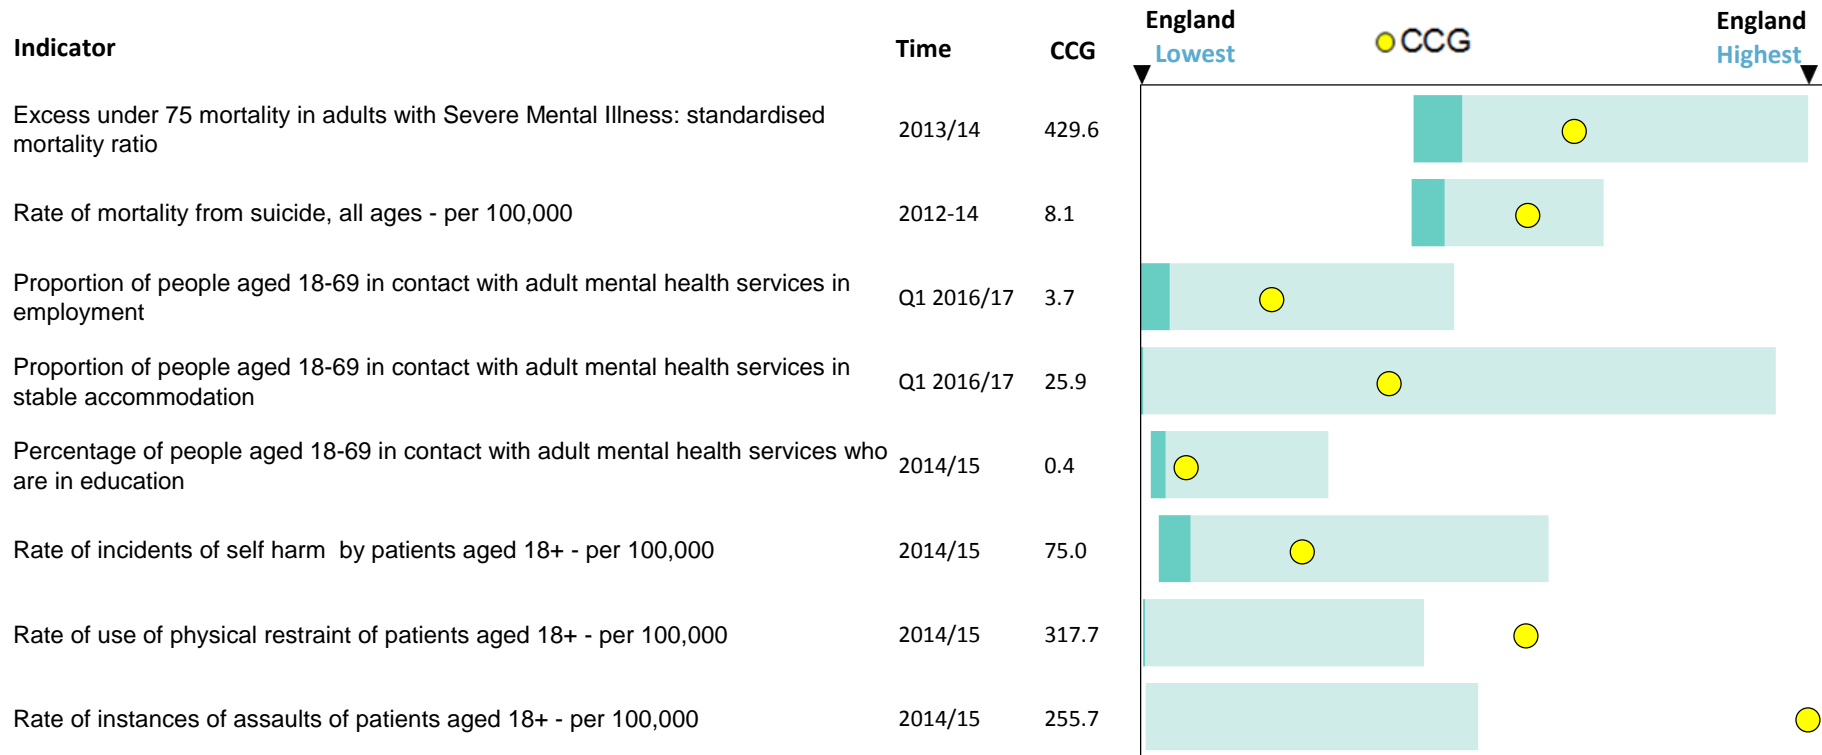 England England
Indicator Time CCG Lowest CCG Highest
Excess under 75 mortality in adults with Severe Mental Illness: standardised
mortality ratio
2013/14 429.6
Rate of mortality from suicide, all ages - per 100,000 2012-14 8.1
Proportion of people aged 18-69 in contact with adult mental health services in
employment
Q1 2016/17 3.7
Proportion of people aged 18-69 in contact with adult mental health services in
stable accommodation
Q1 2016/17 25.9
Percentage of people aged 18-69 in contact with adult mental health services who
are in education
2014/15 0.4
Rate of incidents of self harm  by patients aged 18+ - per 100,000 2014/15 75.0
Rate of use of physical restraint of patients aged 18+ - per 100,000 2014/15 317.7
Rate of instances of assaults of patients aged 18+ - per 100,000 2014/15 255.7